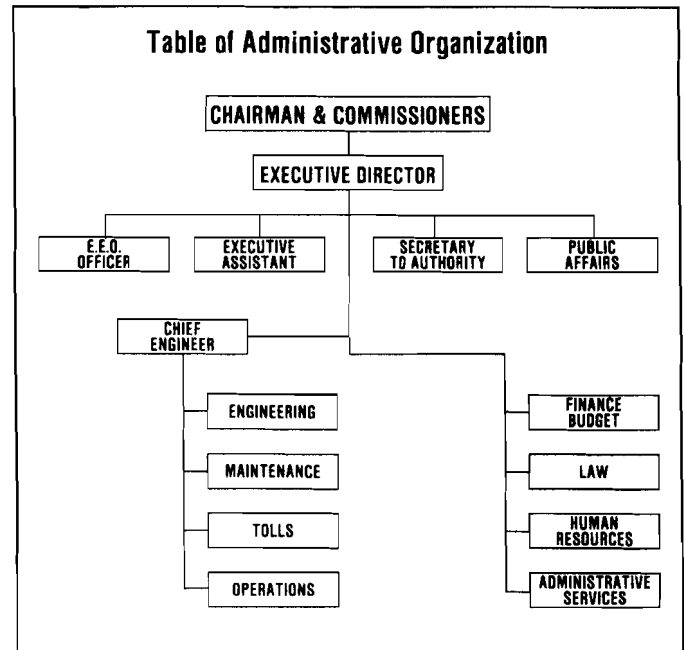 Table of Administrative Organization
CHAIRMAN & COMMISSIONERS
EXECUTIVE DIRECTOR
E.E.O.
OFFICER
EXECUTIVE
ASSISTANT
SECRETARY
TO AUTHORITY
PUBLIC
AFFAIRS
CHIEF
ENGINEER
ENGINEERING
MAINTENANCE
TOLLS
OPERATIONS
FINANCE
BUDGET
LAW
HUMAN
RESOURCES
ADMINISTRATIVE
SERVICES